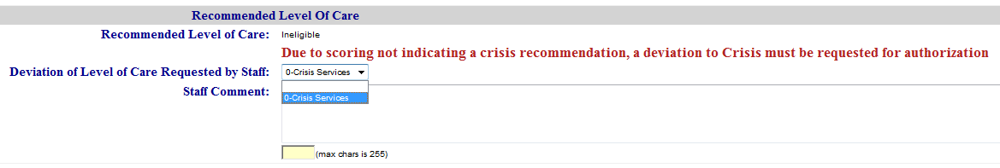 Recommended Level Of Care
Recommended Level of Care: Ineligible
Due to scoring not indicating a crisis recommendation, a deviation to Crisis must be requested for authorization
Deviation of Level of Care Requested by Staff: 0-Crisis Services
0-Crisis Services
Staff Comment:
(max chars is 255)